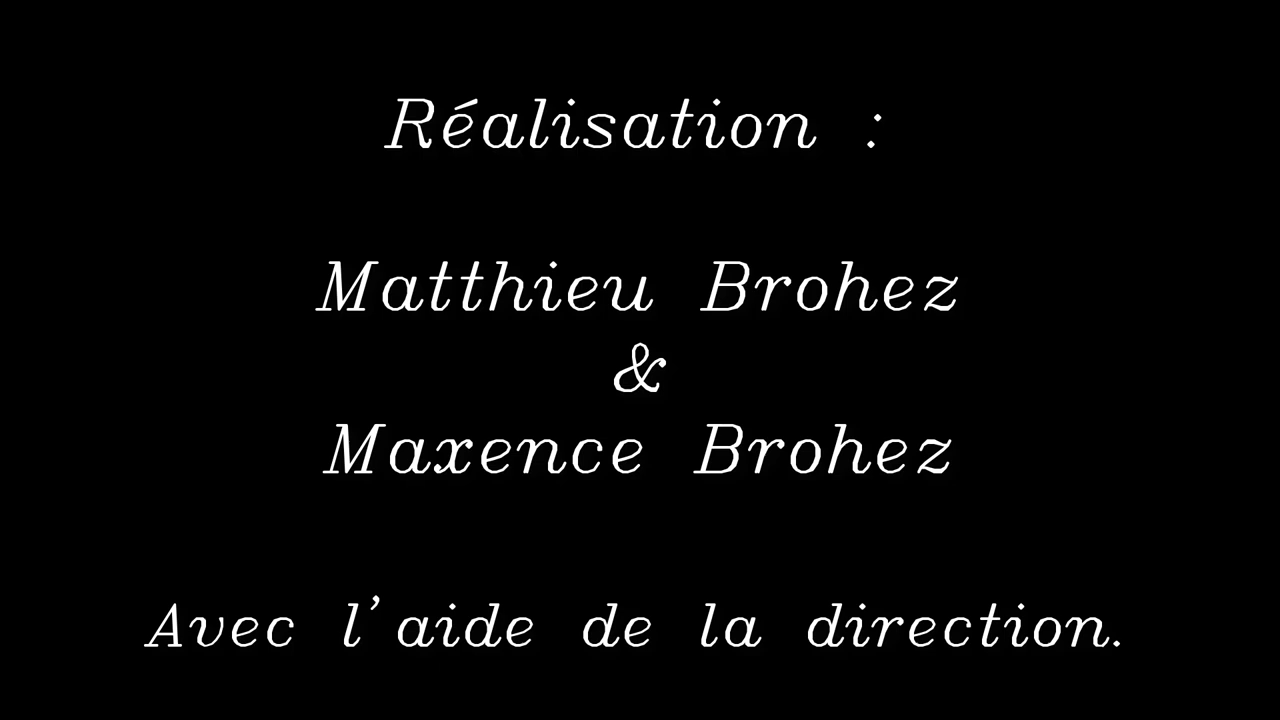 Réalisation :
Matthieu Brohez
&
Maxence Brohez
Avec l'aide de la direction.